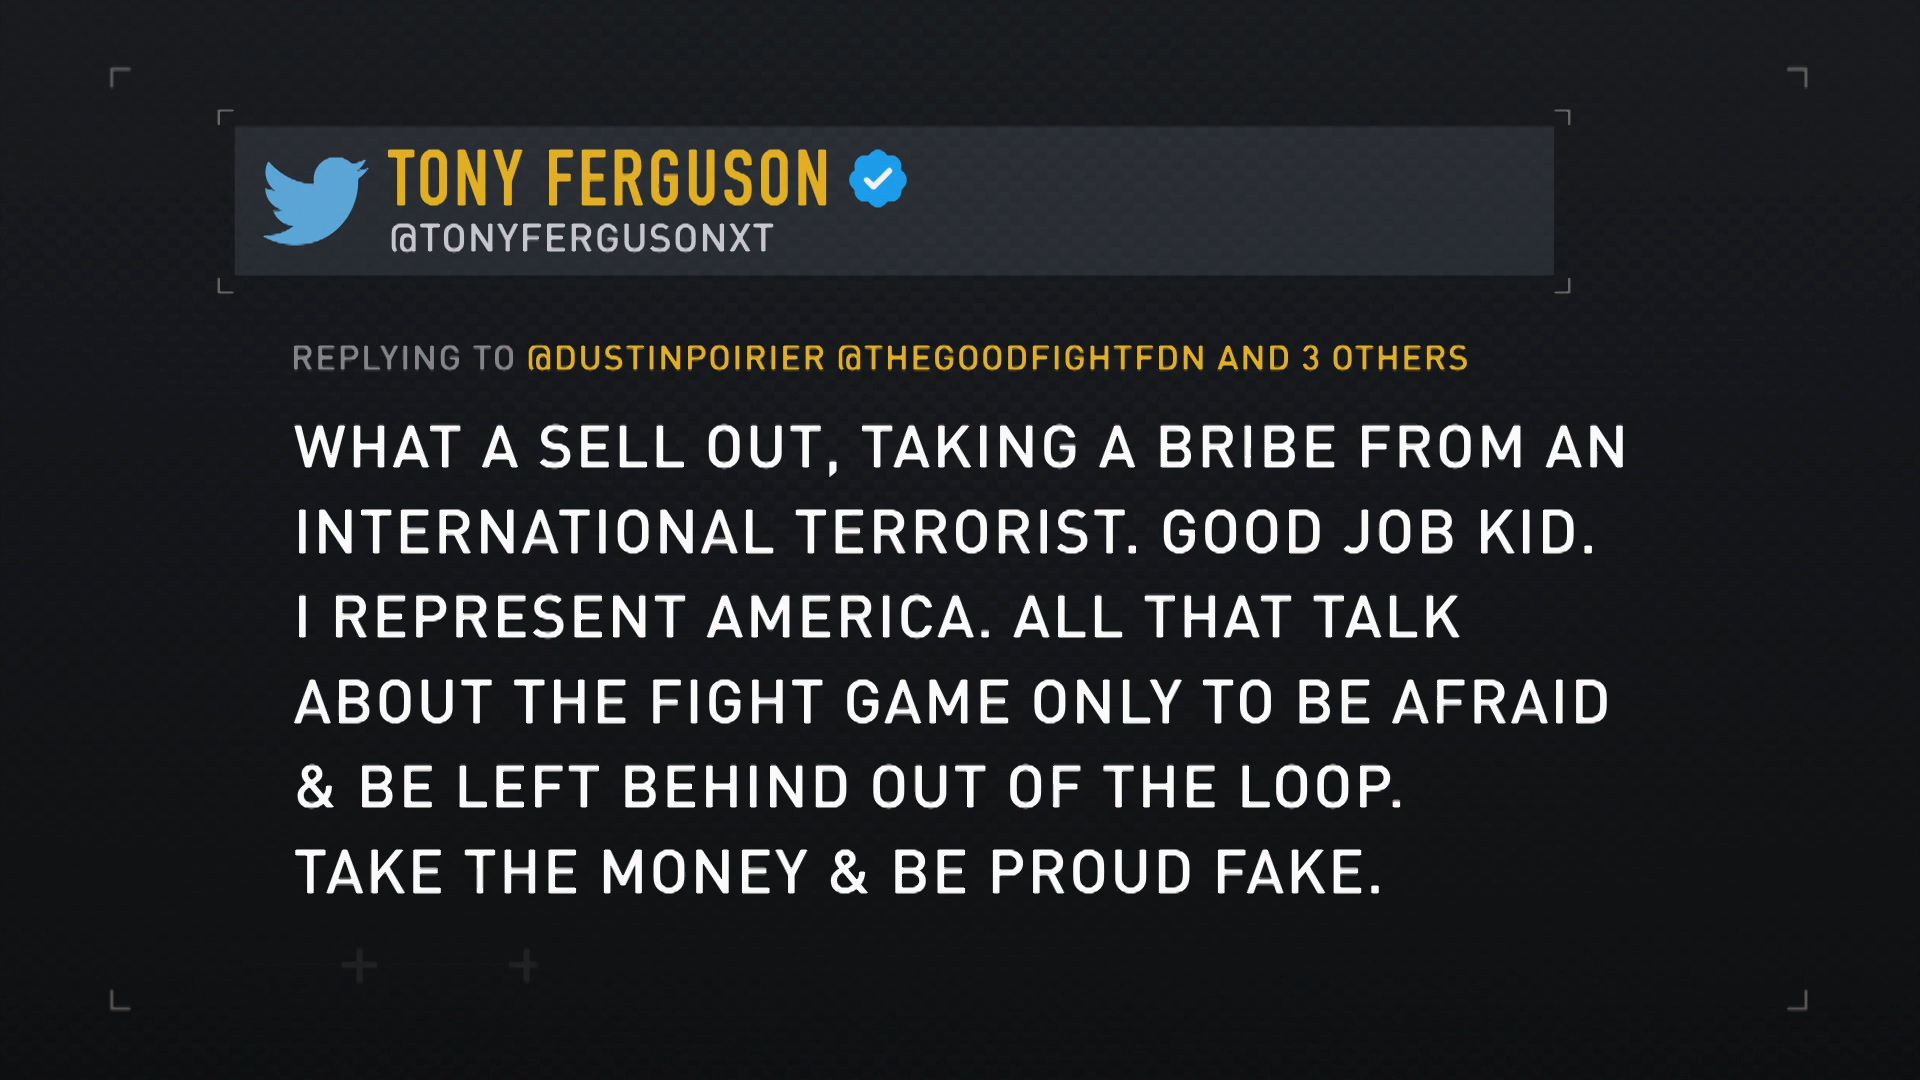 TONY FERGUSON
@TONYFERGUSONXT
REPLYING TO @DUSTINPOIRIER @THEGOODFIGHTFDN AND 3 OTHERS
WHAT A SELL OUT, TAKING A BRIBE FROM AN
INTERNATIONAL TERRORIST. GOOD JOB KID.
I REPRESENT AMERICA. ALL THAT TALK
ABOUT THE FIGHT GAME ONLY TO BE AFRAID
& BE LEFT BEHIND OUT OF THE LOOP.
TAKE THE MONEY & BE PROUD FAKE.